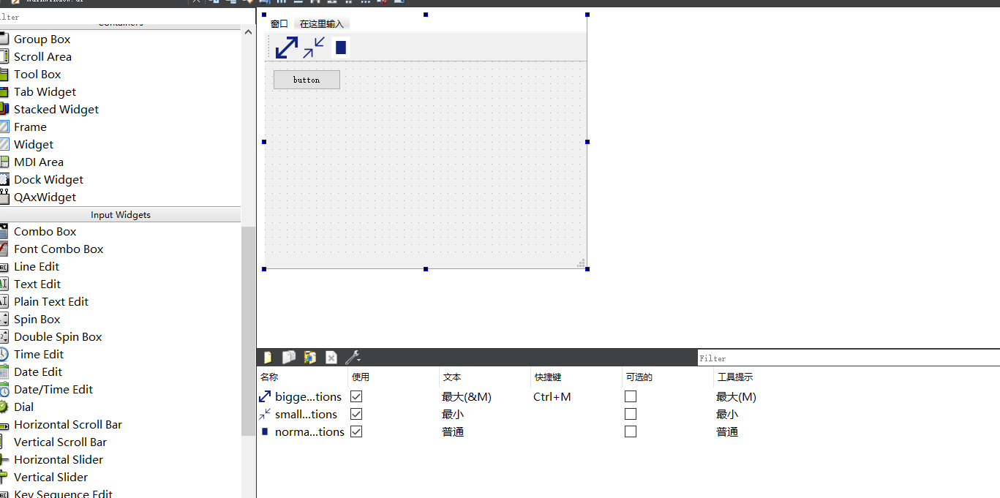 Filter
Containers
Group Box
Scroll Area
Tool Box
Tab Widget
Stacked Widget
Frame
Widget
MDI Area
Dock Widget
QAxWidget
Input Widgets
Combo Box
Font Combo Box
Line Edit
Text Edit
Plain Text Edit
Spin Box
Double Spin Box
Time Edit
Date Edit
Date/Time Edit
Dial
Horizontal Scroll Bar
Vertical Scroll Bar
Horizontal Slider
Vertical Slider
Key Sequence Edit
窗口 在这里输入
button
Filter
名称 使用 文本 快捷键 可选的 工具提示
bigge...tions 最大(&M) Ctrl+M 最大(M)
small...tions 最小 最小
norma...tions 普通 普通